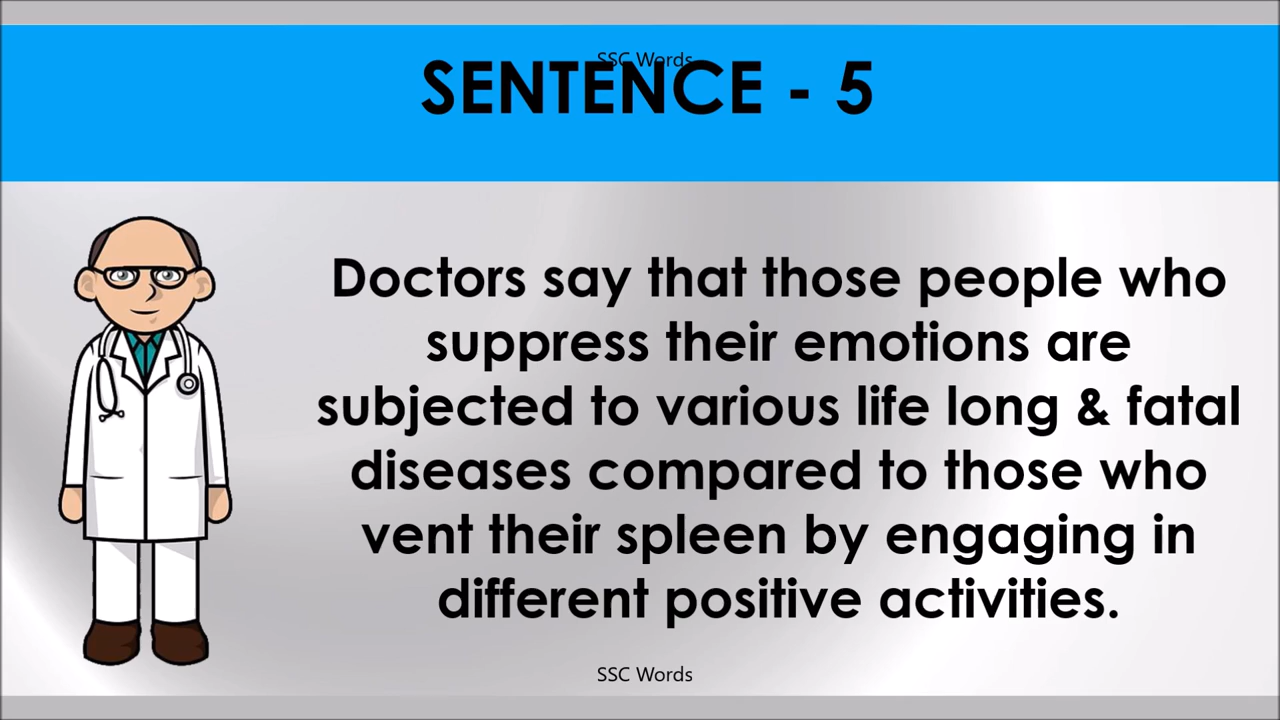 SSC Words
SENTENCE - 5
Doctors say that those people who
suppress their emotions are
subjected to various life long & fatal
diseases compared to those who
vent their spleen by engaging in
different positive activities.
SSC Words